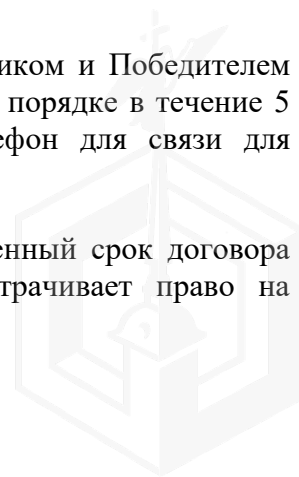 иком и Победителем
порядке в течение 5
ефон для связи для
енный срок договора
трачивает право на